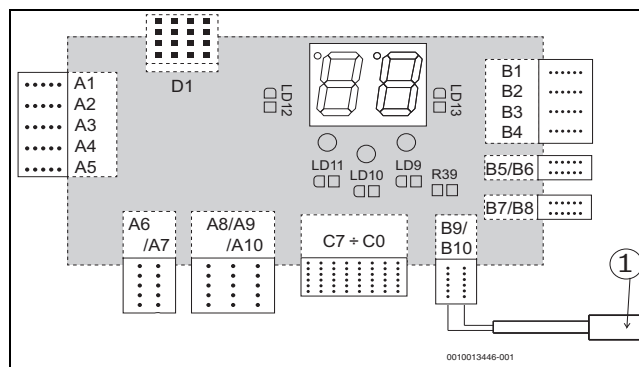 D1
88
LD12
LD13
A1
A2
A3
A4
A5
B1
B2
B3
B4
LD11
LD10
LD9
R39
B5/B6
B7/B8
A6
/A7
A8/A9
/A10
C7 ÷ C0
B9/
B10
1
0010013446-001